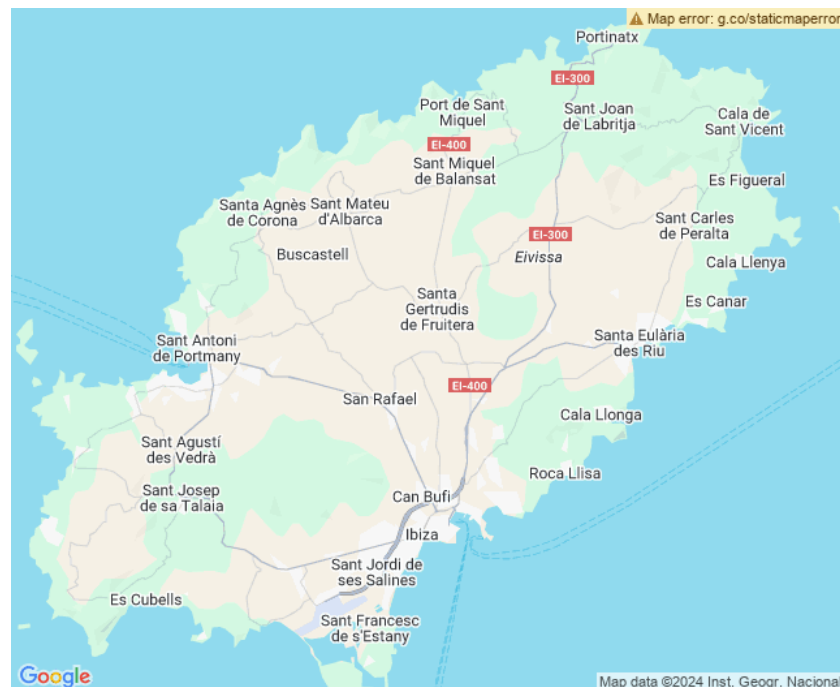 Map error: g.co/staticmaperror
Portinatx
EI-300
Port de Sant
Miquel
Sant Joan
de Labritja
Cala de
Sant Vicent
EI-400
Sant Miquel
de Balansat
Es Figueral
Santa Agnès
de Corona
Sant Mateu
d'Albarca
Sant Carles
de Peralta
EI-300
Buscastell
Eivissa
Cala Llenya
Santa
Gertrudis
de Fruitera
Es Canar
Sant Antoni
de Portmany
Santa Eulària
des Riu
EI-400
San Rafael
Cala Llonga
Sant Agustí
des Vedrà
Roca Llisa
Sant Josep
de sa Talaia
Can Bufi
Ibiza
Sant Jordi de
ses Salines
Es Cubells
Sant Francesc
de s'Estany
Google
Map data ©2024 Inst. Geogr. Nacional